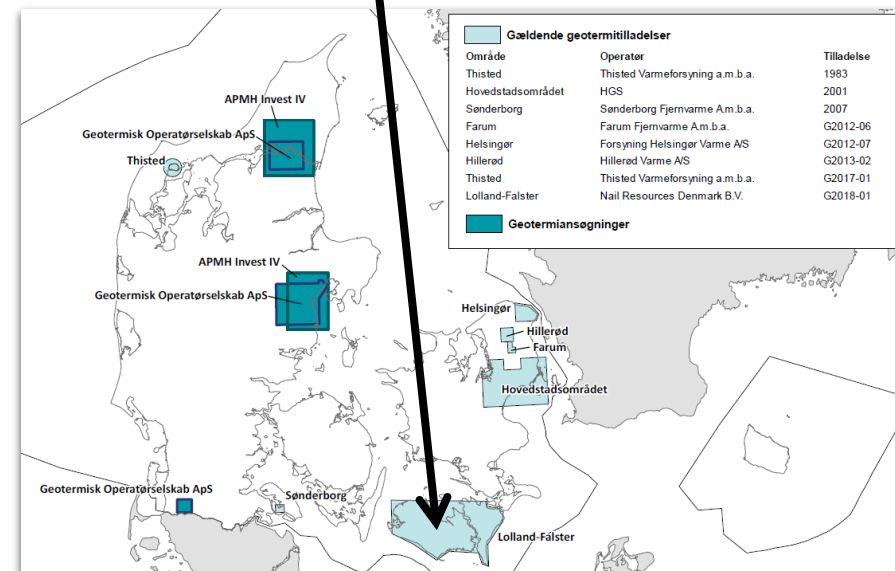 Gældende geotermitilladelser
Område Operatør Tilladelse
Thisted Thisted Varmeforsyning a.m.b.a. 1983
Hovedstadsområdet HGS 2001
Sønderborg Sønderborg Fjernvarme A.m.b.a. 2007
Farum Farum Fjernvarme A.m.b.a. G2012-06
Helsingør Forsyning Helsingør Varme A/S G2012-07
Hillerød Hillerød Varme A/S G2013-02
Thisted Thisted Varmeforsyning a.m.b.a. G2017-01
Lolland-Falster Nail Resources Denmark B.V. G2018-01
Geotermiansøgninger
APMH Invest IV
Geotermisk Operatørselskab ApS
Thisted
APMH Invest IV
Geotermisk Operatørselskab ApS
Helsingør
Hillerød
Farum
Hovedstadsområdet
Geotermisk Operatørselskab ApS
Sønderborg
Lolland-Falster